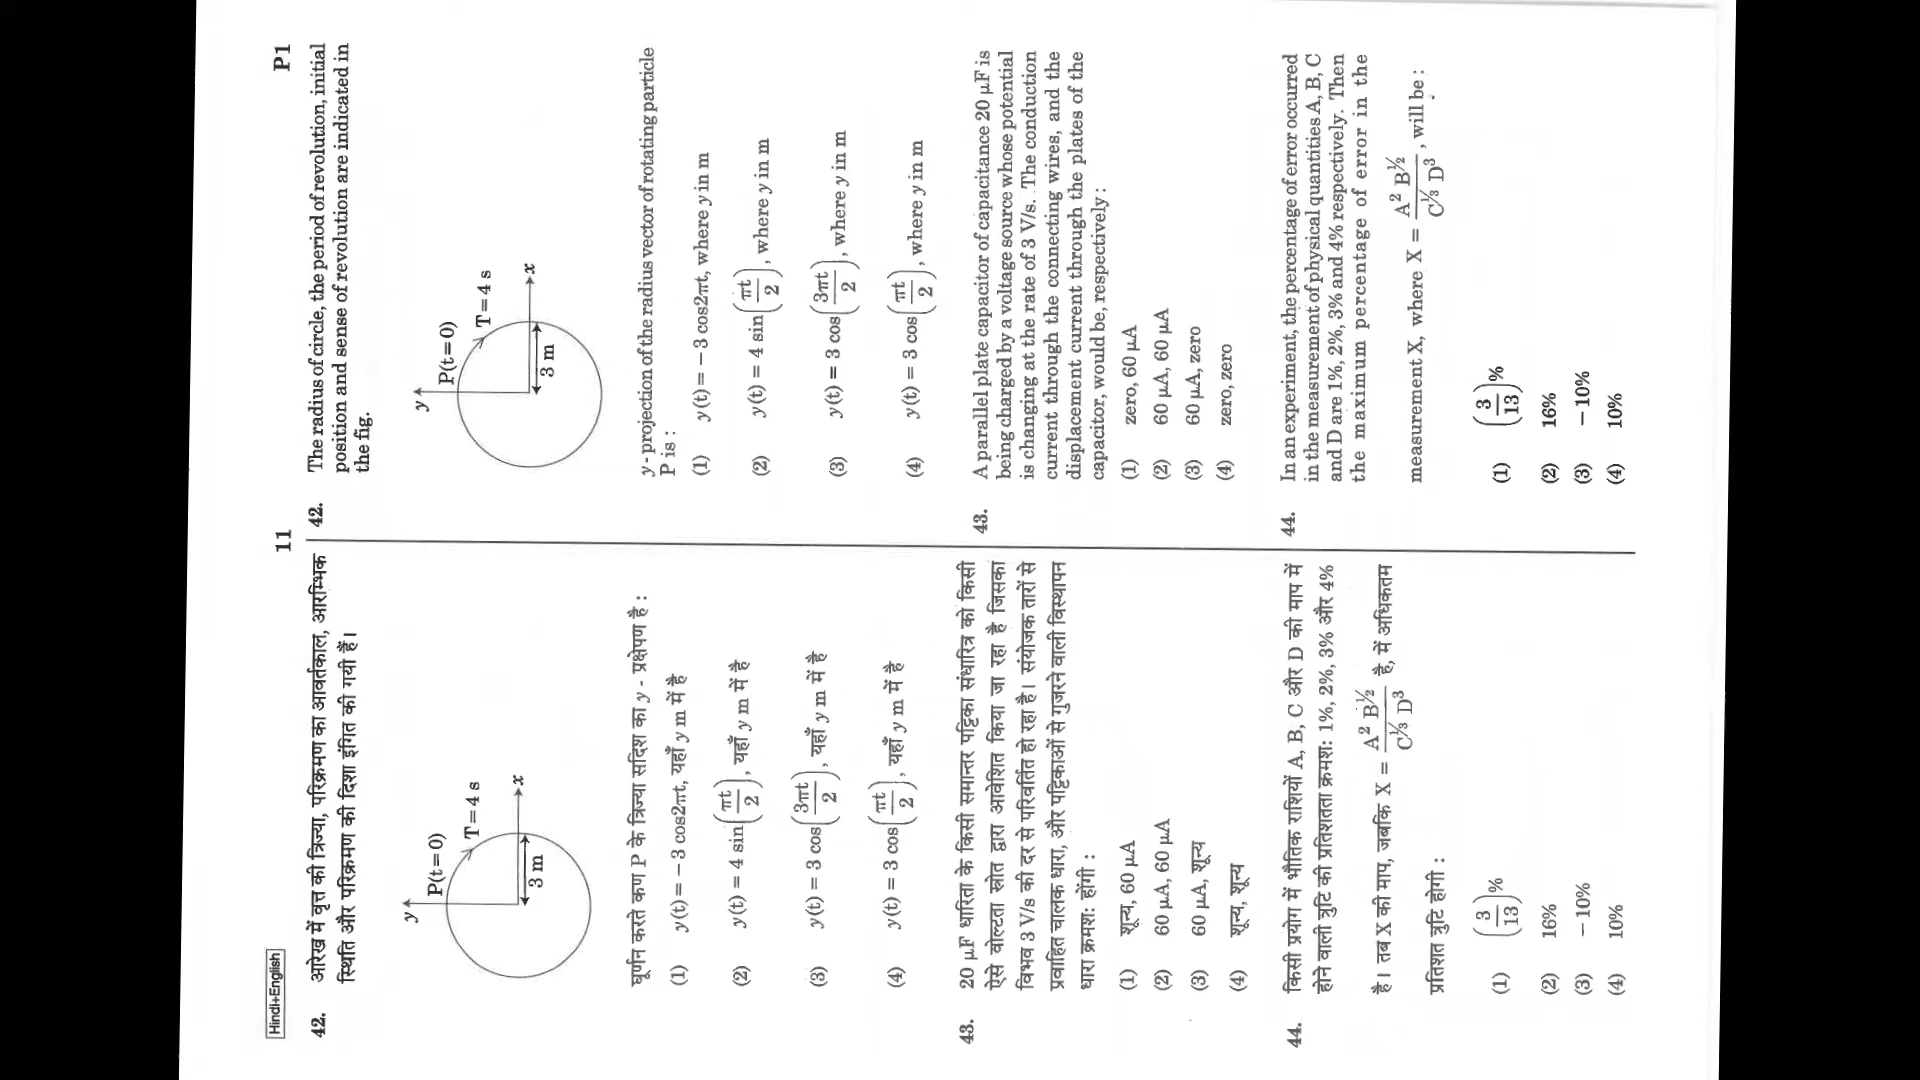 Hindi+English
11
P1
42. आरेख में वृत्त की त्रिज्या, परिक्रमण का आवर्तकाल, आरम्भिक
स्थिति और परिक्रमण की दिशा इंगित की गयी हैं।
y
P(t=0)
T=4 s
x
3 m
घूर्णन करते कण P के त्रिज्या सदिश का y - प्रक्षेपण है :
(1) y(t) = −3 cos2πt, यहाँ y m में है
(2) y(t) = 4 sin(πt/2), यहाँ y m में है
(3) y(t) = 3 cos(3πt/2), यहाँ y m में है
(4) y(t) = 3 cos(πt/2), यहाँ y m में है
43. 20 μF धारिता के किसी समान्तर पट्टिका संधारित्र को किसी
ऐसे वोल्टता स्रोत द्वारा आवेशित किया जा रहा है जिसका
विभव 3 V/s की दर से परिवर्तित हो रहा है। संयोजक तारों से
प्रवाहित चालक धारा, और पट्टिकाओं से गुजरने वाली विस्थापन
धारा क्रमश: होंगी :
(1) शून्य, 60 μA
(2) 60 μA, 60 μA
(3) 60 μA, शून्य
(4) शून्य, शून्य
44. किसी प्रयोग में भौतिक राशियों A, B, C और D की माप में
होने वाली त्रुटि की प्रतिशतता क्रमश: 1%, 2%, 3% और 4%
है। तब X की माप, जबकि X = A² B^½ / C^⅓ D³ है, में अधिकतम
प्रतिशत त्रुटि होगी :
(1) (3/13)%
(2) 16%
(3) −10%
(4) 10%
42. The radius of circle, the period of revolution, initial
position and sense of revolution are indicated in
the fig.
y
P(t=0)
T=4 s
x
3 m
y - projection of the radius vector of rotating particle
P is :
(1) y(t) = −3 cos2πt, where y in m
(2) y(t) = 4 sin(πt/2), where y in m
(3) y(t) = 3 cos(3πt/2), where y in m
(4) y(t) = 3 cos(πt/2), where y in m
43. A parallel plate capacitor of capacitance 20 μF is
being charged by a voltage source whose potential
is changing at the rate of 3 V/s. The conduction
current through the connecting wires, and the
displacement current through the plates of the
capacitor, would be, respectively :
(1) zero, 60 μA
(2) 60 μA, 60 μA
(3) 60 μA, zero
(4) zero, zero
44. In an experiment, the percentage of error occurred
in the measurement of physical quantities A, B, C
and D are 1%, 2%, 3% and 4% respectively. Then
the maximum percentage of error in the
measurement X, where X = A² B^½ / C^⅓ D³, will be :
(1) (3/13)%
(2) 16%
(3) −10%
(4) 10%